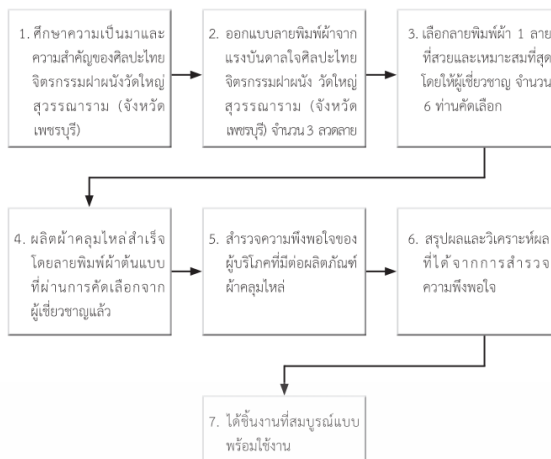 1. ศึกษาความเป็นมาและ
ความสำคัญของศิลปะไทย
จิตรกรรมฝาผนังวัดใหญ่
สุวรรณาราม (จังหวัด
เพชรบุรี)
2. ออกแบบลายพิมพ์ผ้าจาก
แรงบันดาลใจศิลปะไทย
จิตรกรรมฝาผนัง วัดใหญ่
สุวรรณาราม (จังหวัด
เพชรบุรี) จำนวน 3 ลวดลาย
3. เลือกลายพิมพ์ผ้า 1 ลาย
ที่สวยและเหมาะสมที่สุด
โดยให้ผู้เชี่ยวชาญ จำนวน
6 ท่านคัดเลือก
4. ผลิตผ้าคลุมไหล่สำเร็จ
โดยลายพิมพ์ผ้าต้นแบบ
ที่ผ่านการคัดเลือกจาก
ผู้เชี่ยวชาญแล้ว
5. สำรวจความพึงพอใจของ
ผู้บริโภคที่มีต่อผลิตภัณฑ์
ผ้าคลุมไหล่
6. สรุปผลและวิเคราะห์ผล
ที่ได้จากการสำรวจ
ความพึงพอใจ
7. ได้ชิ้นงานที่สมบูรณ์แบบ
พร้อมใช้งาน